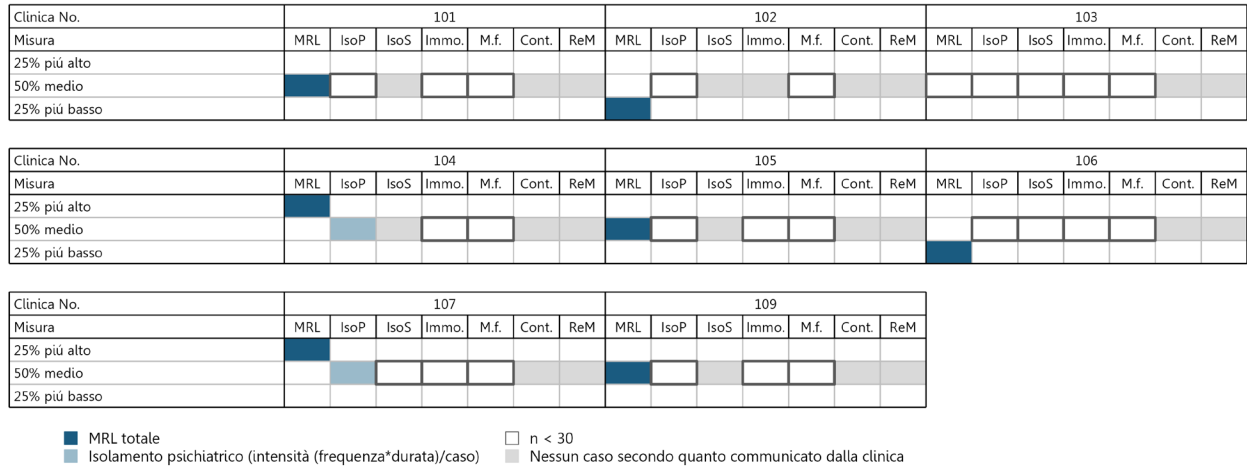 Clinica No. 101 102 103
Misura MRL IsoP IsoS Immo. M.f. Cont. ReM MRL IsoP IsoS Immo. M.f. Cont. ReM MRL IsoP IsoS Immo. M.f. Cont. ReM
25% piú alto
50% medio
25% piú basso
Clinica No. 104 105 106
Misura MRL IsoP IsoS Immo. M.f. Cont. ReM MRL IsoP IsoS Immo. M.f. Cont. ReM MRL IsoP IsoS Immo. M.f. Cont. ReM
25% piú alto
50% medio
25% piú basso
Clinica No. 107 109
Misura MRL IsoP IsoS Immo. M.f. Cont. ReM MRL IsoP IsoS Immo. M.f. Cont. ReM
25% piú alto
50% medio
25% piú basso
MRL totale n < 30
Isolamento psichiatrico (intensità (frequenza*durata)/caso) Nessun caso secondo quanto communicato dalla clinica